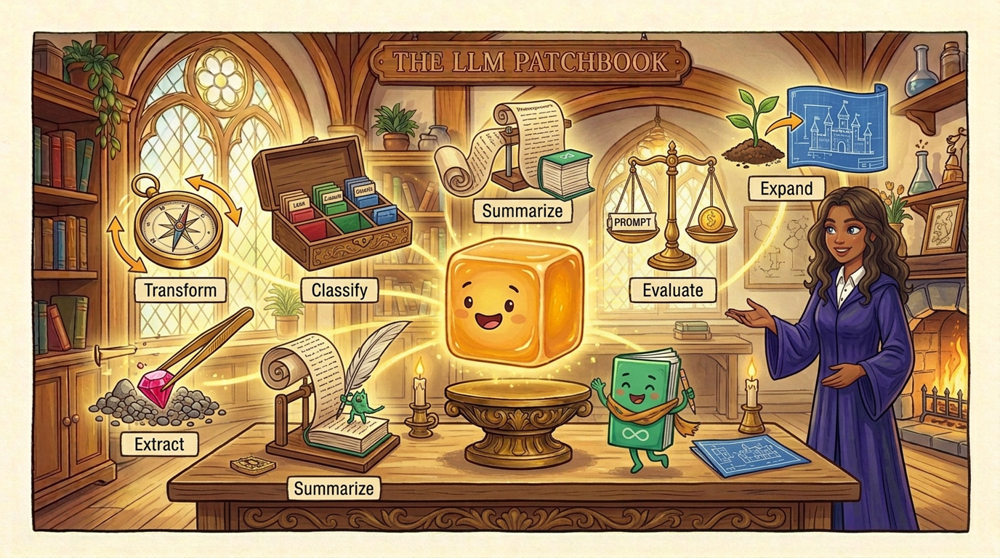 THE LLM PATCHBOOK
Summarize
Expand
PROMPT
$
Transform
Classify
Evaluate
Extract
Summarize